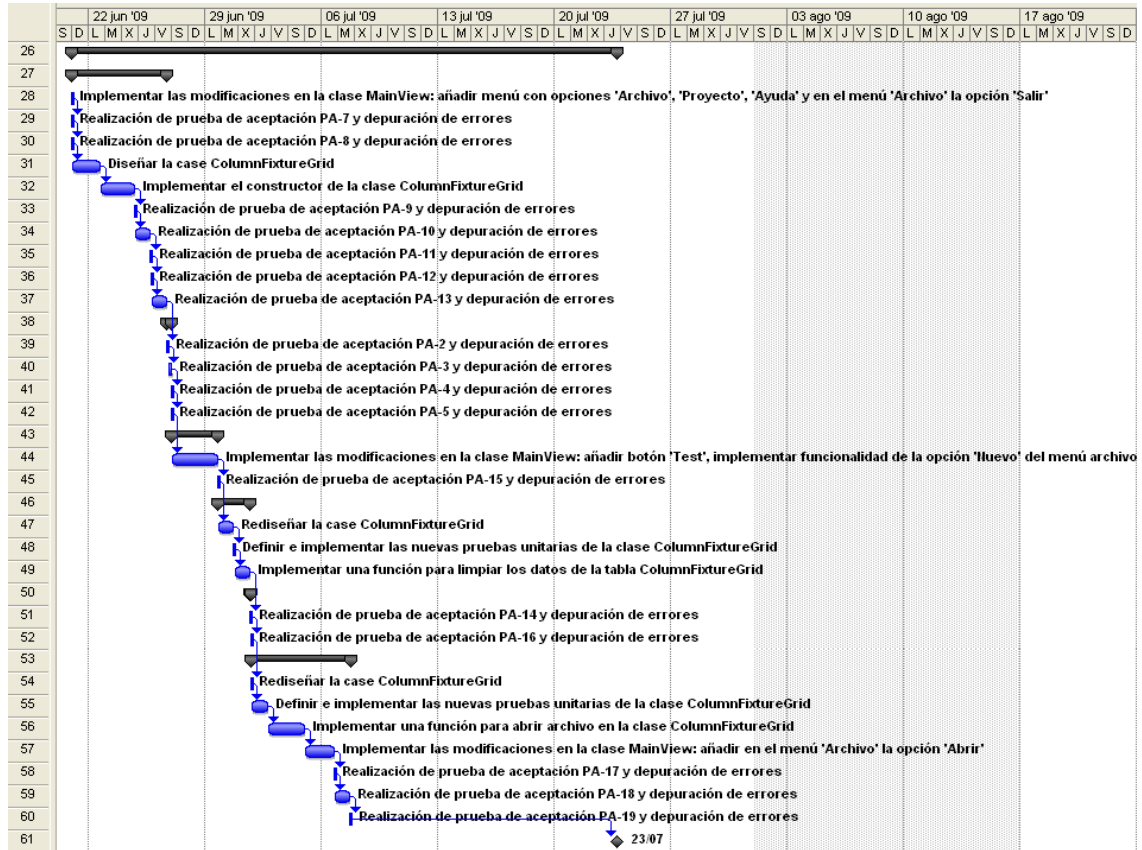 22 jun '09 29 jun '09 06 jul '09 13 jul '09 20 jul '09 27 jul '09 03 ago '09 10 ago '09 17 ago '09
S D L M X J V S D L M X J V S D L M X J V S D L M X J V S D L M X J V S D L M X J V S D L M X J V S D L M X J V S D L M X J V S D
26
27
28 Implementar las modificaciones en la clase MainView: añadir menú con opciones 'Archivo', 'Proyecto', 'Ayuda' y en el menú 'Archivo' la opción 'Salir'
29 Realización de prueba de aceptación PA-7 y depuración de errores
30 Realización de prueba de aceptación PA-8 y depuración de errores
31 Diseñar la case ColumnFixtureGrid
32 Implementar el constructor de la clase ColumnFixtureGrid
33 Realización de prueba de aceptación PA-9 y depuración de errores
34 Realización de prueba de aceptación PA-10 y depuración de errores
35 Realización de prueba de aceptación PA-11 y depuración de errores
36 Realización de prueba de aceptación PA-12 y depuración de errores
37 Realización de prueba de aceptación PA-13 y depuración de errores
38
39 Realización de prueba de aceptación PA-2 y depuración de errores
40 Realización de prueba de aceptación PA-3 y depuración de errores
41 Realización de prueba de aceptación PA-4 y depuración de errores
42 Realización de prueba de aceptación PA-5 y depuración de errores
43
44 Implementar las modificaciones en la clase MainView: añadir botón 'Test', implementar funcionalidad de la opción 'Nuevo' del menú archivo
45 Realización de prueba de aceptación PA-15 y depuración de errores
46
47 Rediseñar la case ColumnFixtureGrid
48 Definir e implementar las nuevas pruebas unitarias de la clase ColumnFixtureGrid
49 Implementar una función para limpiar los datos de la tabla ColumnFixtureGrid
50
51 Realización de prueba de aceptación PA-14 y depuración de errores
52 Realización de prueba de aceptación PA-16 y depuración de errores
53
54 Rediseñar la case ColumnFixtureGrid
55 Definir e implementar las nuevas pruebas unitarias de la clase ColumnFixtureGrid
56 Implementar una función para abrir archivo en la clase ColumnFixtureGrid
57 Implementar las modificaciones en la clase MainView: añadir en el menú 'Archivo' la opción 'Abrir'
58 Realización de prueba de aceptación PA-17 y depuración de errores
59 Realización de prueba de aceptación PA-18 y depuración de errores
60 Realización de prueba de aceptación PA-19 y depuración de errores
61 23/07